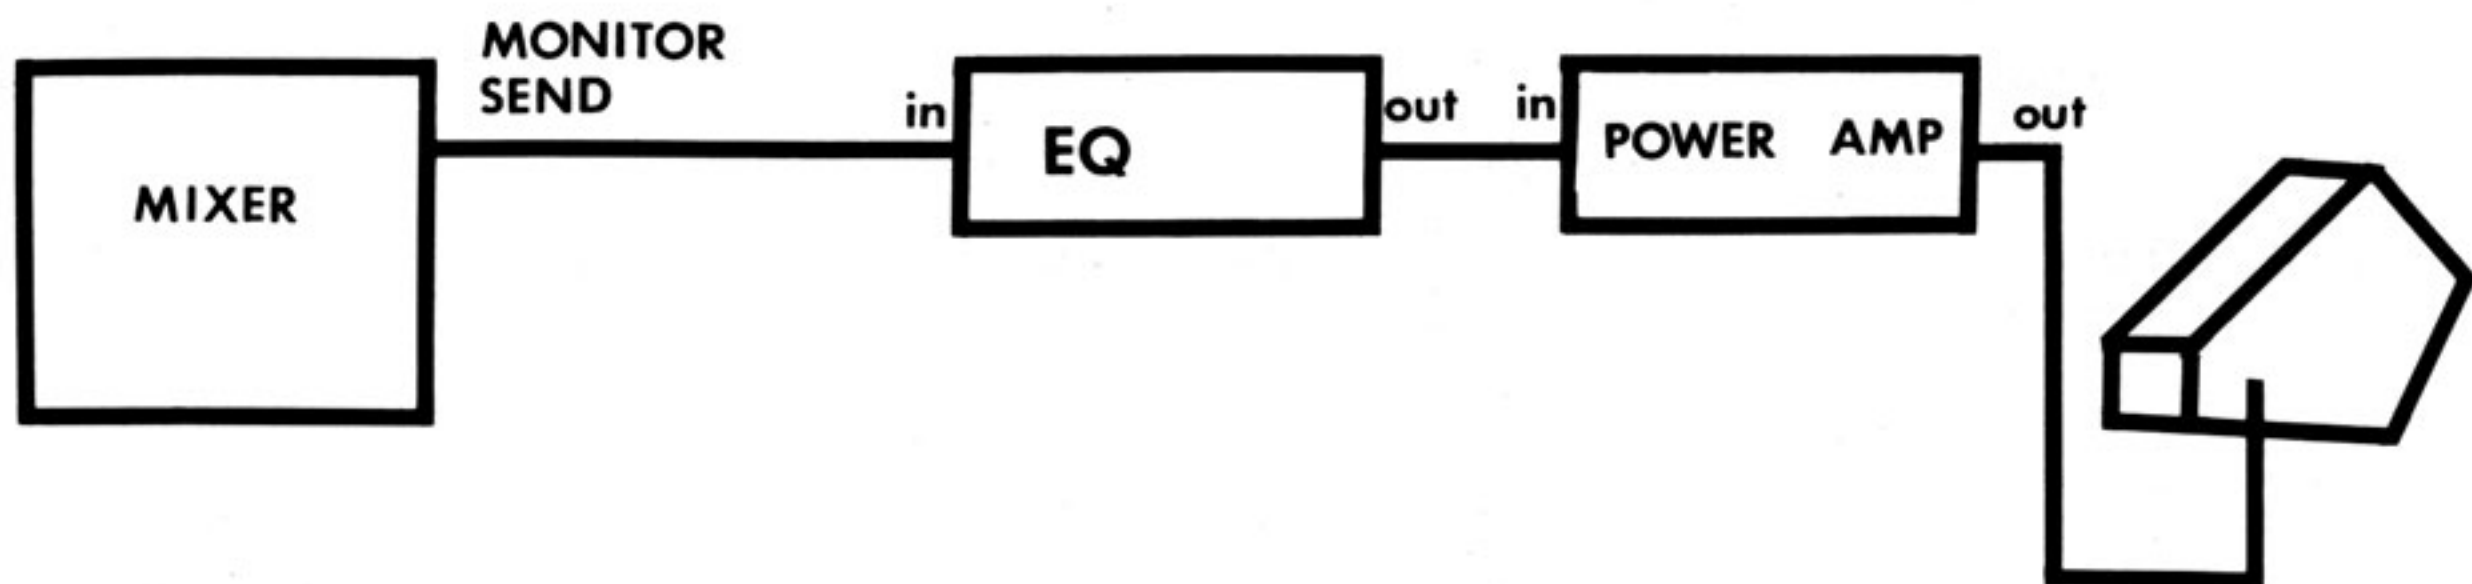 MONITOR
SEND
in
out
in
out
MIXER
EQ
POWER AMP